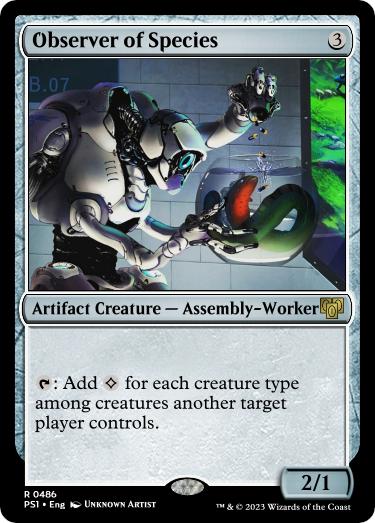 Observer of Species 3
B.07
Artifact Creature — Assembly-Worker
: Add for each creature type
among creatures another target
player controls.
2/1
R 0486
PS1 • Eng Unknown Artist
™ & © 2023 Wizards of the Coast